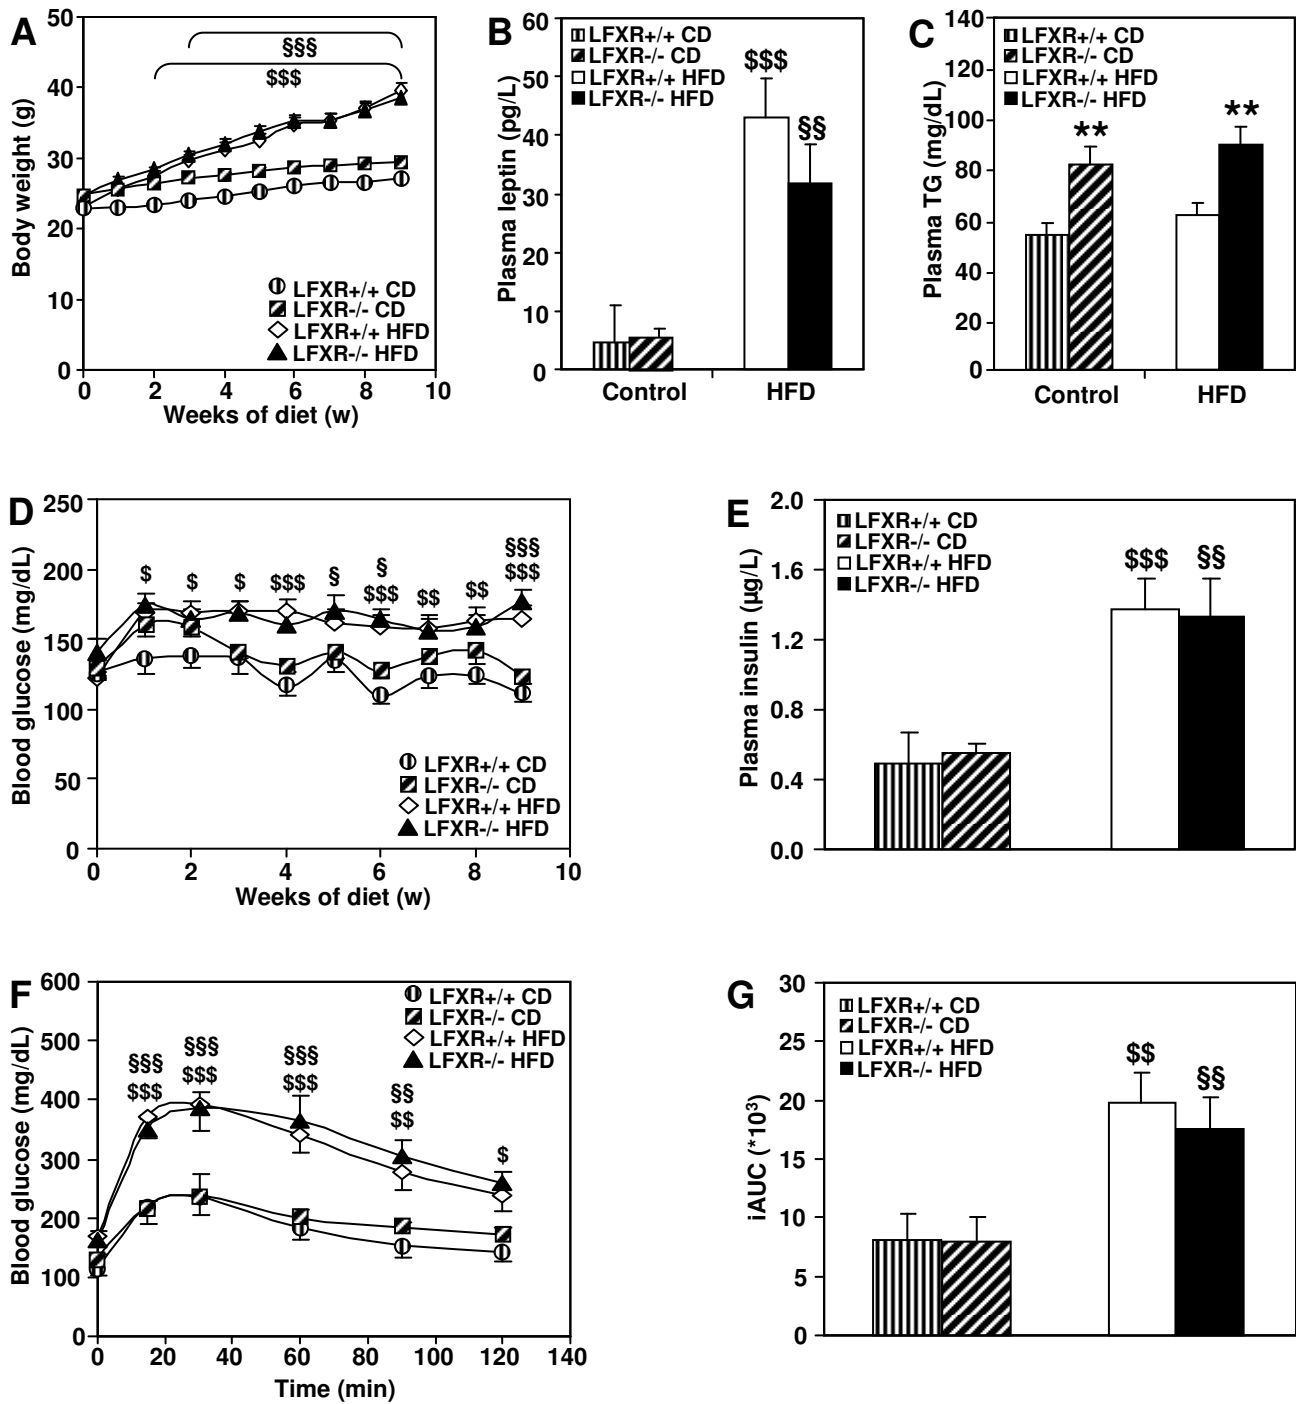 A
50
40
30
20
10
0
0 2 4 6 8 10
Body weight (g)
Weeks of diet (w)
§§§
$$$
LFXR+/+ CD
LFXR-/- CD
LFXR+/+ HFD
LFXR-/- HFD
B
60
50
40
30
20
10
0
Plasma leptin (pg/L)
LFXR+/+ CD
LFXR-/- CD
LFXR+/+ HFD
LFXR-/- HFD
$$$
§§
Control HFD
C
140
120
100
80
60
40
20
0
Plasma TG (mg/dL)
LFXR+/+ CD
LFXR-/- CD
LFXR+/+ HFD
LFXR-/- HFD
**
**
Control HFD
D
250
200
150
100
50
0
Blood glucose (mg/dL)
§§§
§ § $$$
$ $ $ $$$ $$$ $$ $$
LFXR+/+ CD
LFXR-/- CD
LFXR+/+ HFD
LFXR-/- HFD
0 2 4 6 8 10
Weeks of diet (w)
E
2.0
1.6
1.2
0.8
0.4
0.0
Plasma insulin (µg/L)
LFXR+/+ CD
LFXR-/- CD
LFXR+/+ HFD
LFXR-/- HFD
$$$ §§
F
600
500
400
300
200
100
0
Blood glucose (mg/dL)
LFXR+/+ CD
LFXR-/- CD
LFXR+/+ HFD
LFXR-/- HFD
§§§ §§§ §§§ §§
$$$ $$$ $$$ $$ $
0 20 40 60 80 100 120 140
Time (min)
G
30
25
20
15
10
5
0
iAUC (*10³)
LFXR+/+ CD
LFXR-/- CD
LFXR+/+ HFD
LFXR-/- HFD
$$
§§